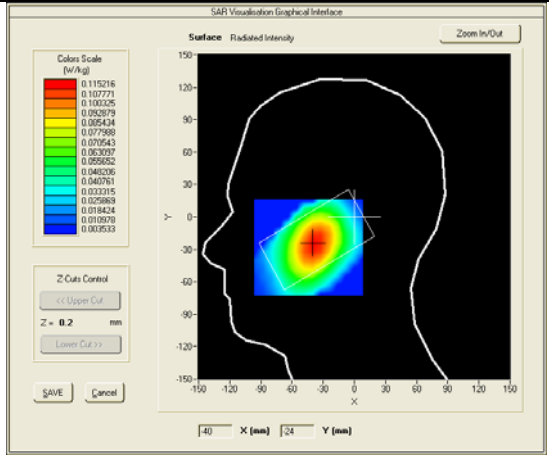 SAR Visualisation Graphical Interface
Surface Radiated Intensity
Zoom In/Out
Colors Scale
(W/kg)
0.115216
0.107771
0.100325
0.092879
0.085434
0.077988
0.070543
0.063097
0.055652
0.048206
0.040761
0.033315
0.025869
0.018424
0.010978
0.003533
150
120
90
60
30
0
-30
-60
-90
-120
-150
Y
-150 -120 -90 -60 -30 0 30 60 90 120 150
X
Z Cuts Control
<< Upper Cut
Z = 0.2 mm
Lower Cut >>
SAVE Cancel
-40 X (mm) -24 Y (mm)